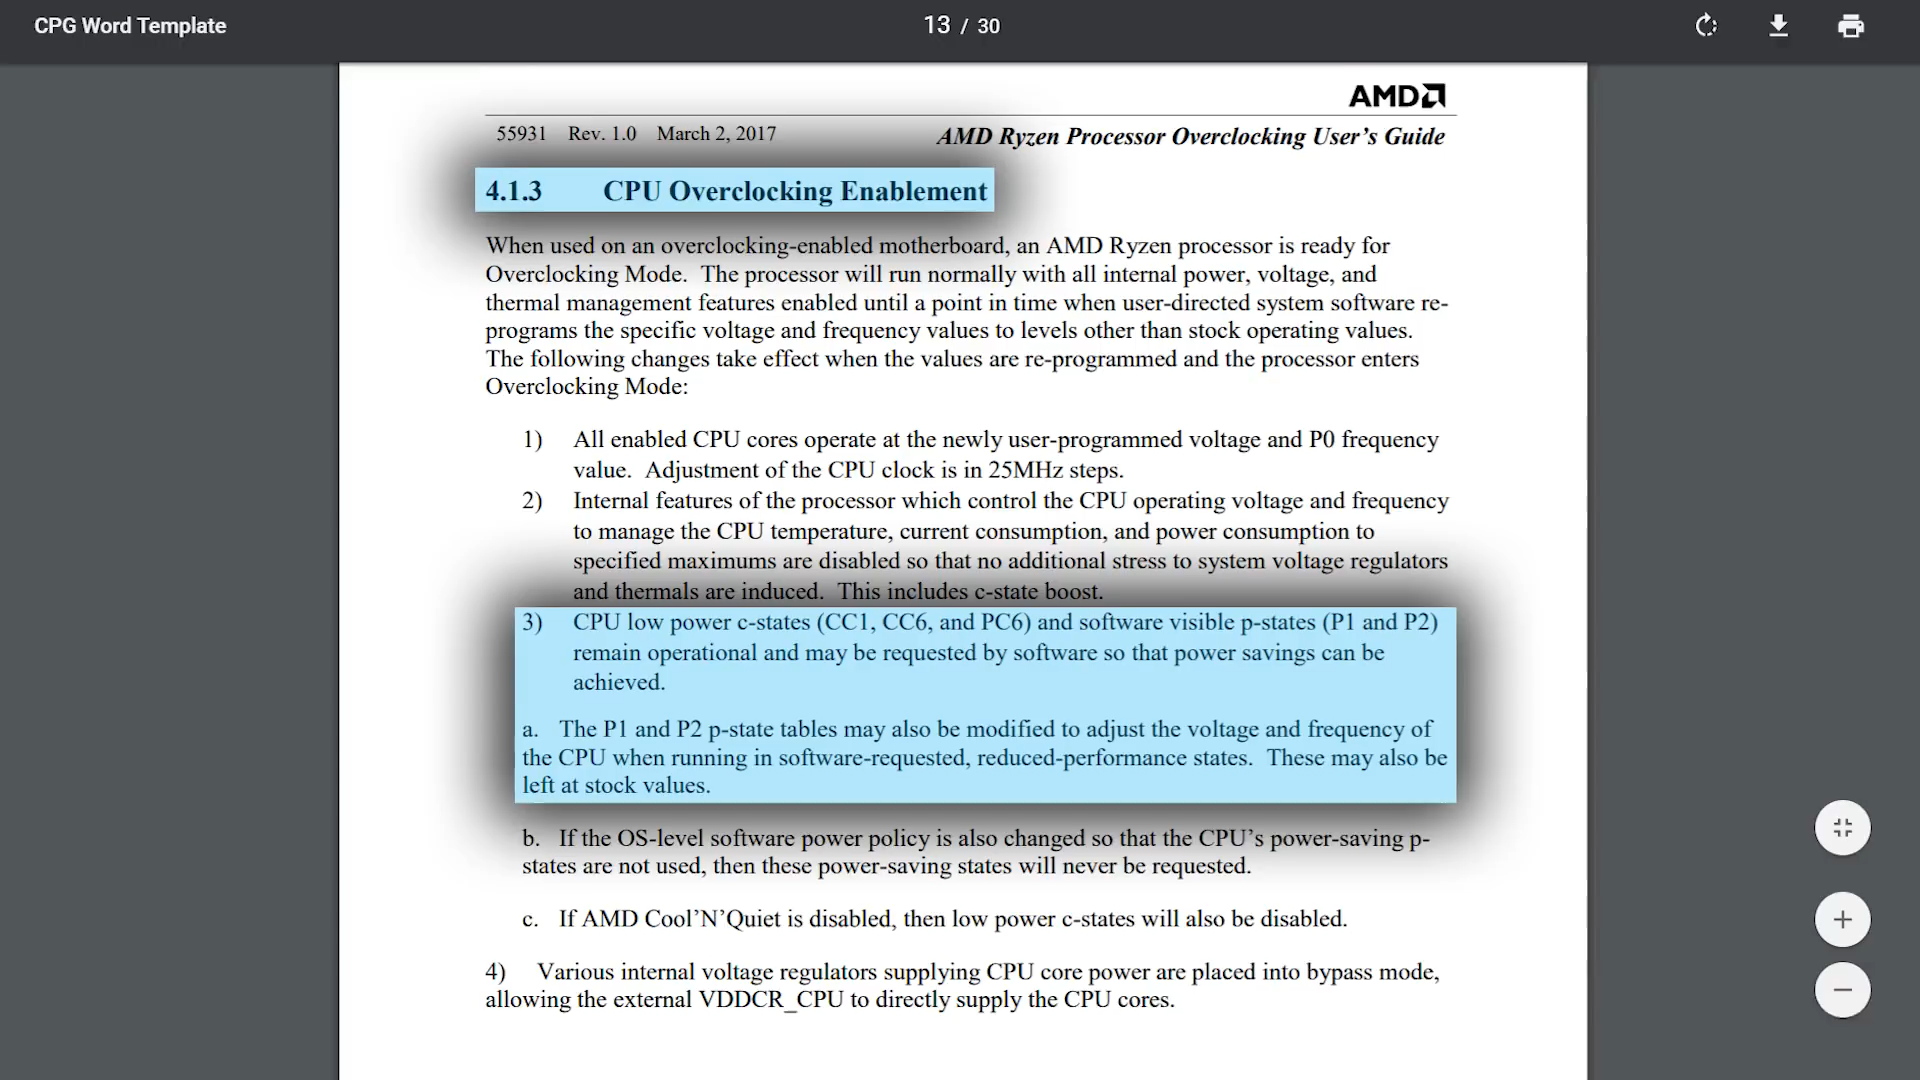 CPG Word Template
13 / 30
AMD
55931 Rev. 1.0 March 2, 2017
AMD Ryzen Processor Overclocking User’s Guide
4.1.3 CPU Overclocking Enablement
When used on an overclocking-enabled motherboard, an AMD Ryzen processor is ready for
Overclocking Mode. The processor will run normally with all internal power, voltage, and
thermal management features enabled until a point in time when user-directed system software re-
programs the specific voltage and frequency values to levels other than stock operating values.
The following changes take effect when the values are re-programmed and the processor enters
Overclocking Mode:
1) All enabled CPU cores operate at the newly user-programmed voltage and P0 frequency
value. Adjustment of the CPU clock is in 25MHz steps.
2) Internal features of the processor which control the CPU operating voltage and frequency
to manage the CPU temperature, current consumption, and power consumption to
specified maximums are disabled so that no additional stress to system voltage regulators
and thermals are induced. This includes c-state boost.
3) CPU low power c-states (CC1, CC6, and PC6) and software visible p-states (P1 and P2)
remain operational and may be requested by software so that power savings can be
achieved.
a. The P1 and P2 p-state tables may also be modified to adjust the voltage and frequency of
the CPU when running in software-requested, reduced-performance states. These may also be
left at stock values.
b. If the OS-level software power policy is also changed so that the CPU’s power-saving p-
states are not used, then these power-saving states will never be requested.
c. If AMD Cool’N’Quiet is disabled, then low power c-states will also be disabled.
4) Various internal voltage regulators supplying CPU core power are placed into bypass mode,
allowing the external VDDCR_CPU to directly supply the CPU cores.